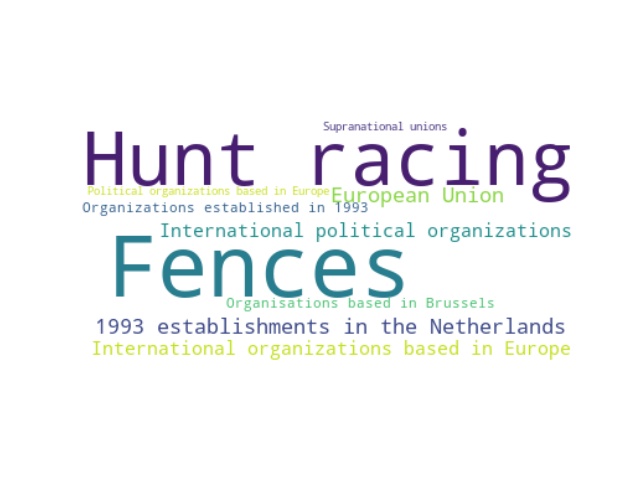 Supranational unions
Hunt racing
Political organizations based in Europe
European Union
Organizations established in 1993
International political organizations
Fences
Organisations based in Brussels
1993 establishments in the Netherlands
International organizations based in Europe